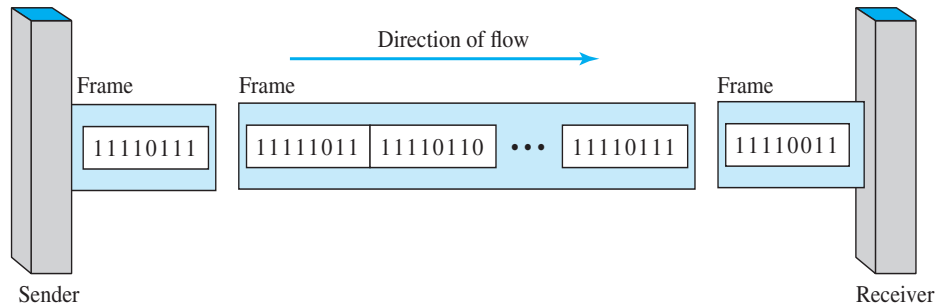 Direction of flow
Frame Frame Frame
11110111 11111011 11110110 ••• 11110111 11110011
Sender Receiver